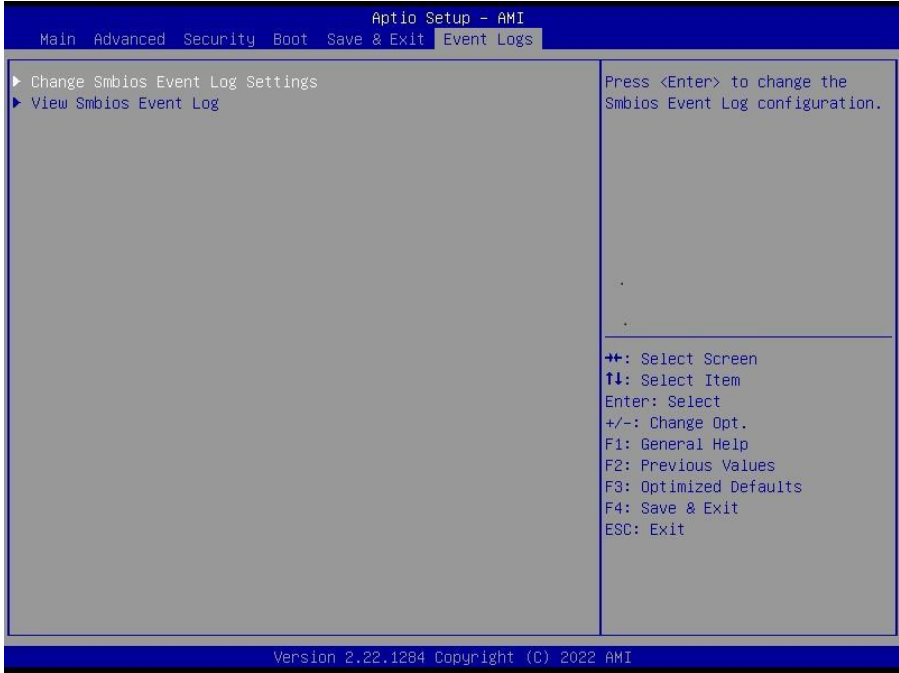 Aptio Setup - AMI
Main Advanced Security Boot Save & Exit Event Logs
Change Smbios Event Log Settings
View Smbios Event Log
Press <Enter> to change the
Smbios Event Log configuration.
→←: Select Screen
↑↓: Select Item
Enter: Select
+/-: Change Opt.
F1: General Help
F2: Previous Values
F3: Optimized Defaults
F4: Save & Exit
ESC: Exit
Version 2.22.1284 Copyright (C) 2022 AMI